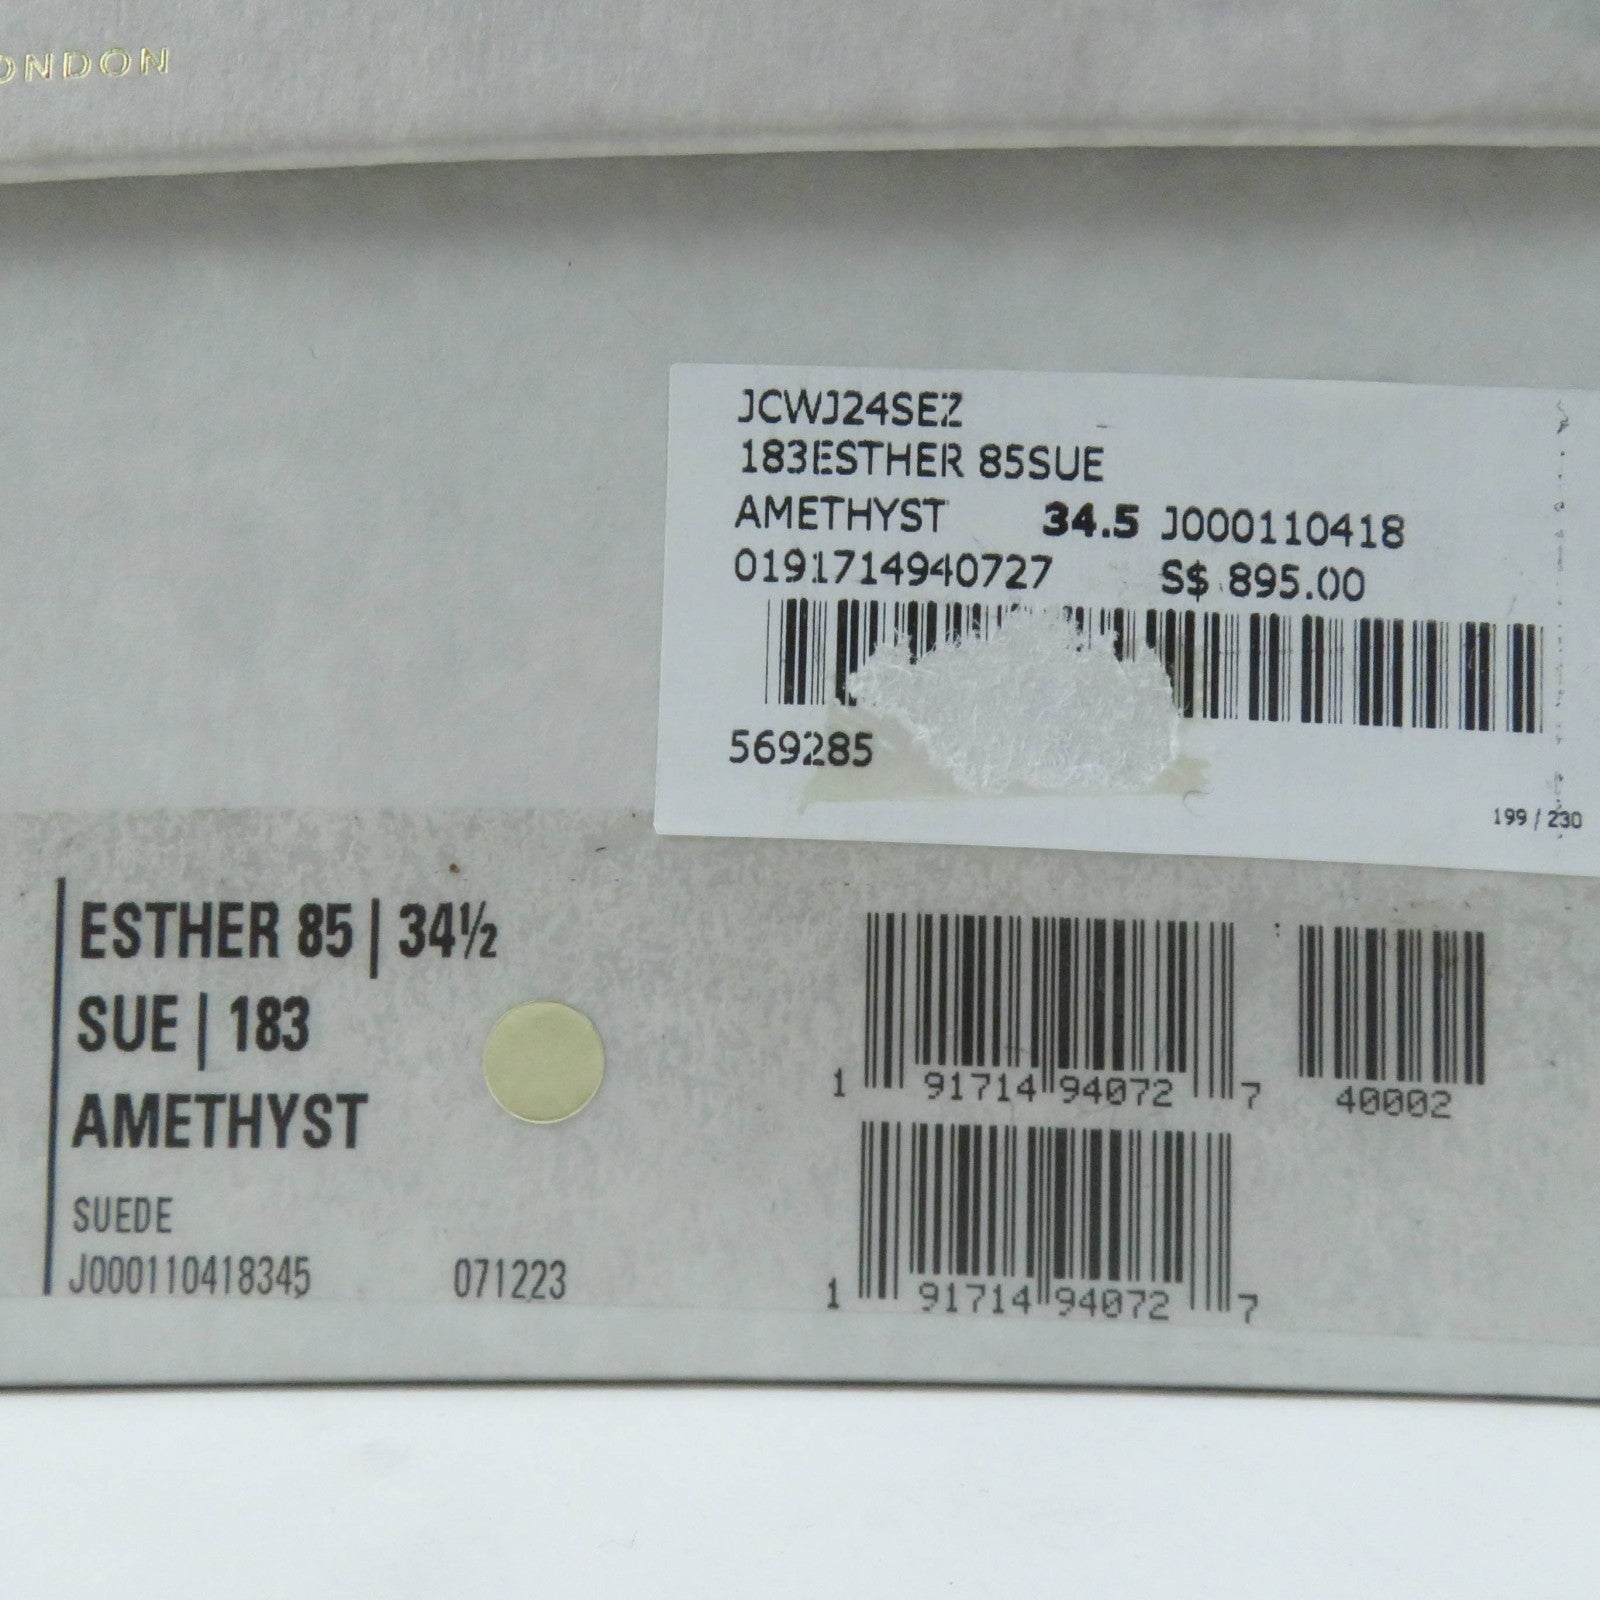 ONDON
JCWJ24SEZ
183ESTHER 85SUE
AMETHYST 34.5 J000110418
0191714940727 S$ 895.00
569285
199 / 230
ESTHER 85 | 34½
SUE | 183
AMETHYST
SUEDE
J000110418345 071223
1 91714 94072 7 40002
1 91714 94072 7